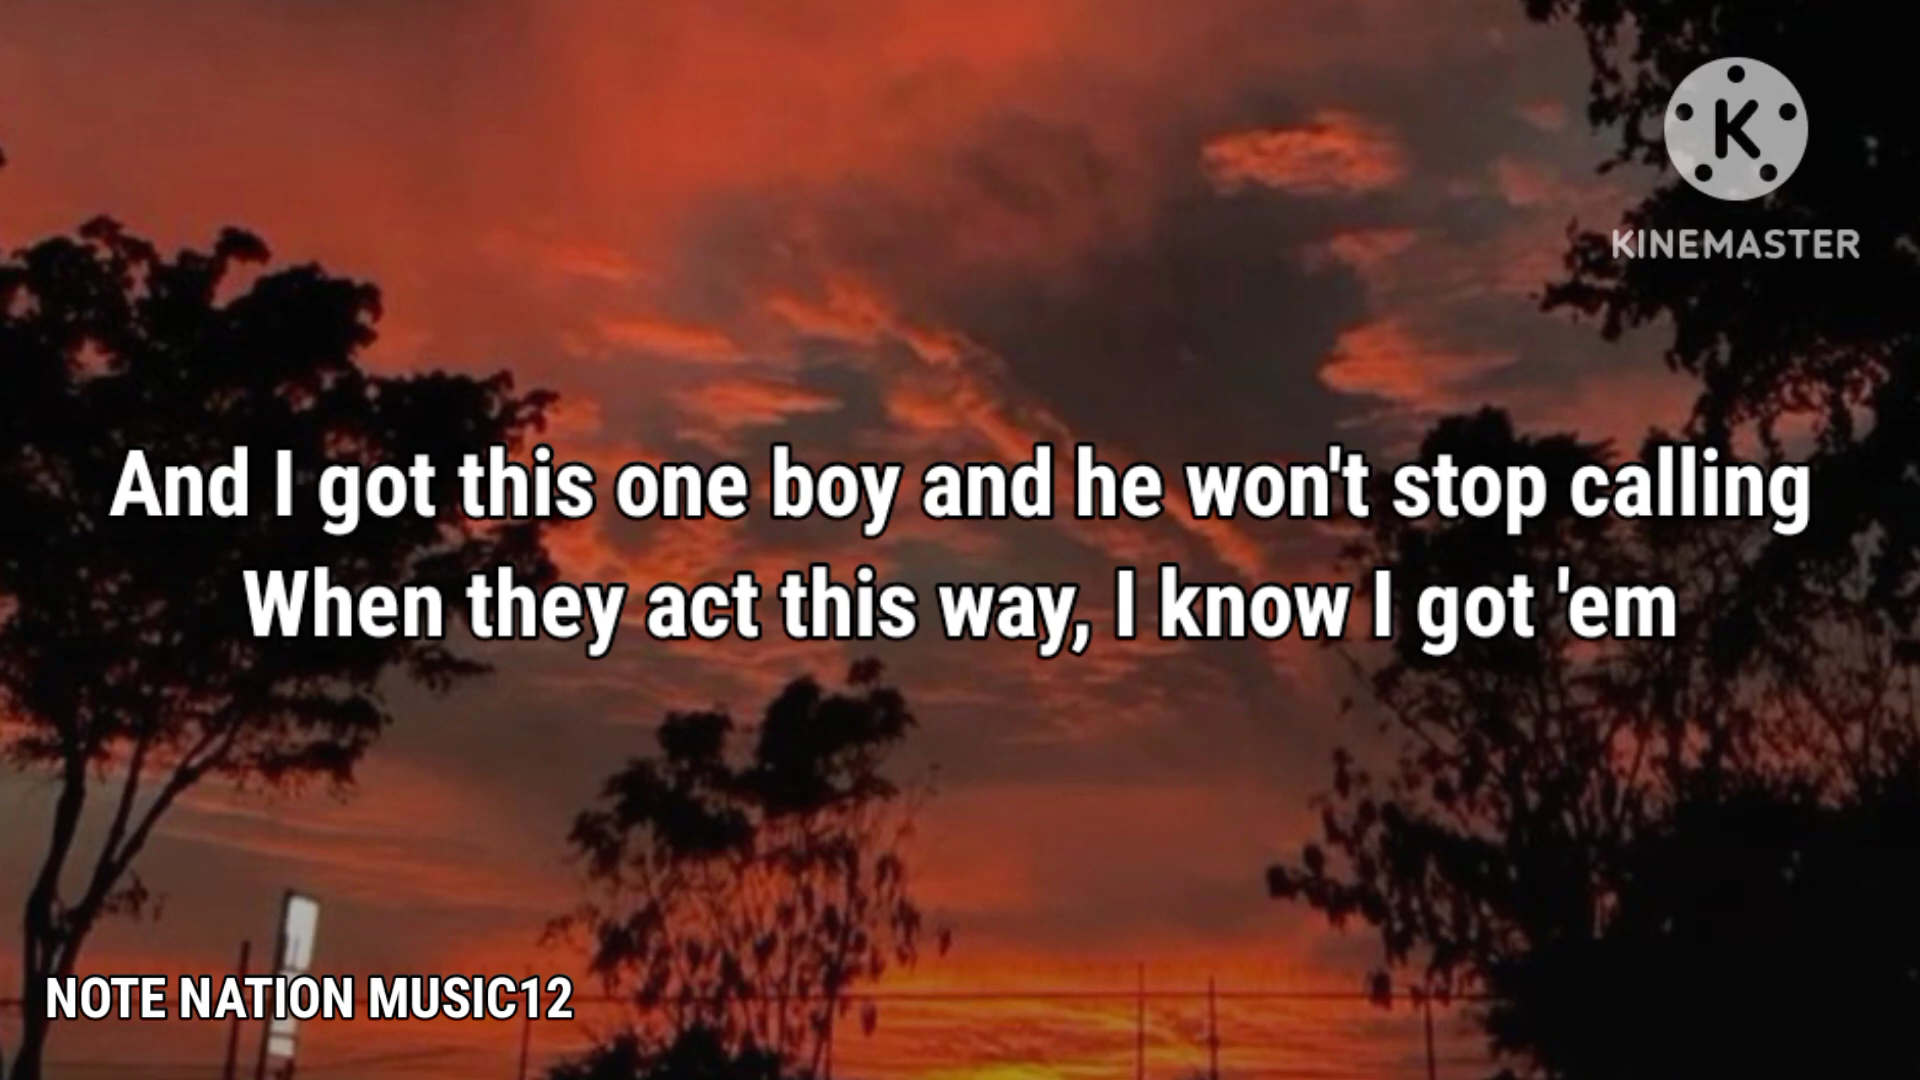 K
KINEMASTER
And I got this one boy and he won't stop calling
When they act this way, I know I got 'em
NOTE NATION MUSIC12